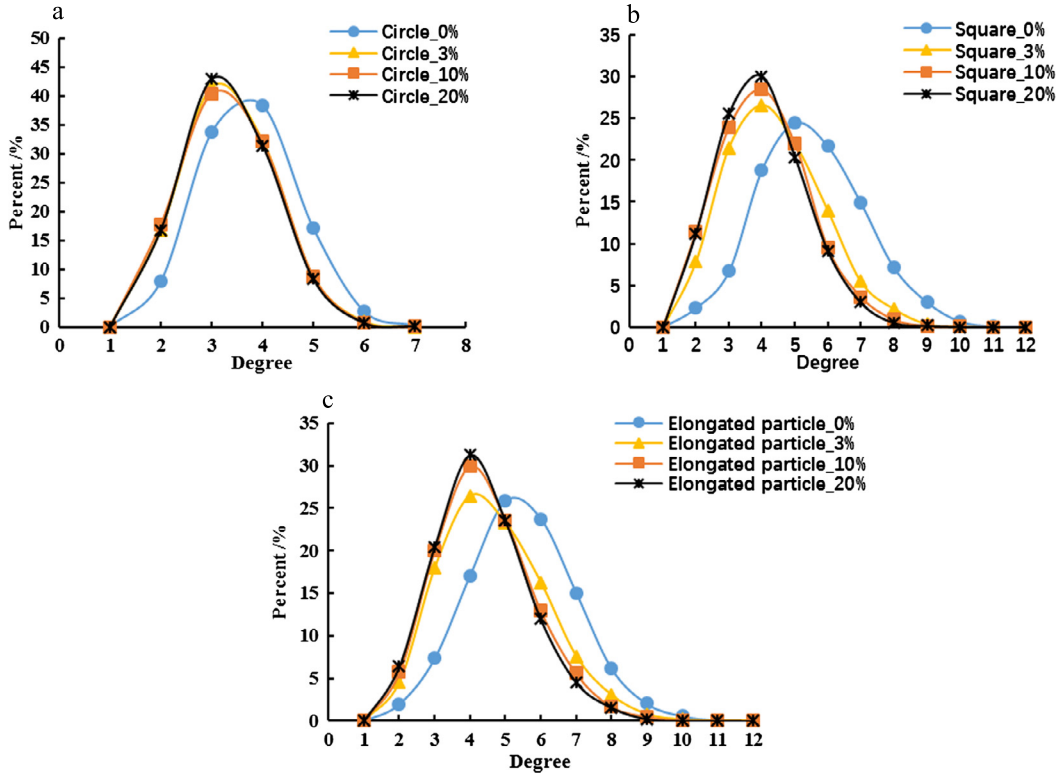 a
Circle_0%
Circle_3%
Circle_10%
Circle_20%
Percent /%
50
45
40
35
30
25
20
15
10
5
0
0 1 2 3 4 5 6 7 8
Degree
b
Square_0%
Square_3%
Square_10%
Square_20%
Percent /%
35
30
25
20
15
10
5
0
0 1 2 3 4 5 6 7 8 9 10 11 12
Degree
c
Elongated particle_0%
Elongated particle_3%
Elongated particle_10%
Elongated particle_20%
Percent /%
35
30
25
20
15
10
5
0
0 1 2 3 4 5 6 7 8 9 10 11 12
Degree